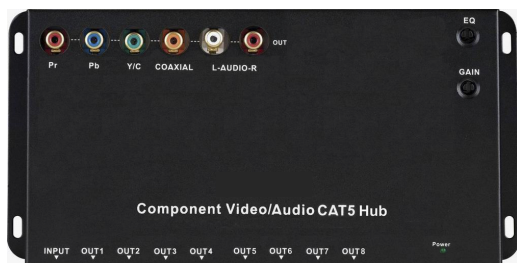 EQ
OUT
Pr Pb Y/C COAXIAL L-AUDIO-R
GAIN
Component Video/Audio CAT5 Hub
INPUT OUT1 OUT2 OUT3 OUT4 OUT5 OUT6 OUT7 OUT8
Power